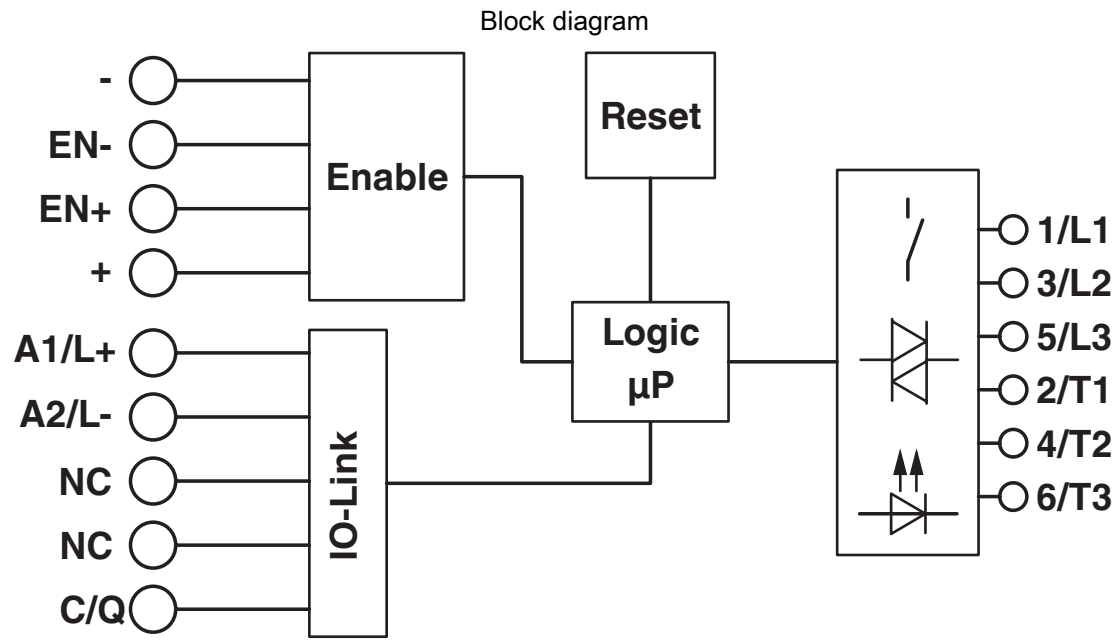 Block diagram
-
EN-
EN+
+
Enable
Reset
A1/L+
A2/L-
NC
NC
C/Q
IO-Link
Logic
µP
1/L1
3/L2
5/L3
2/T1
4/T2
6/T3